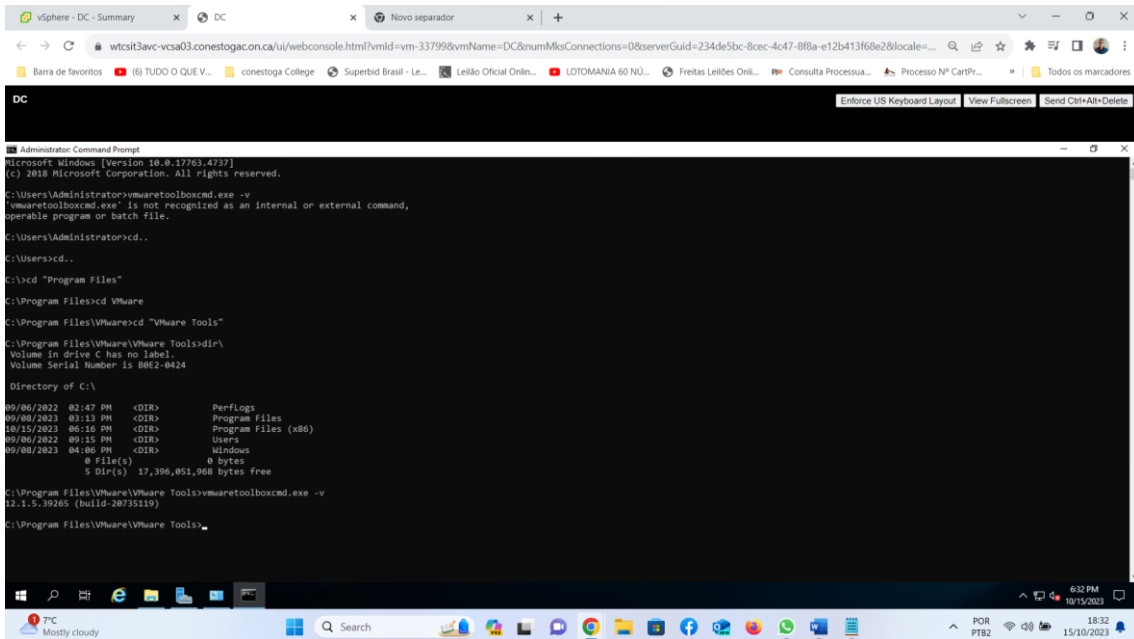 vSphere - DC - Summary
DC
Novo separador
wtcsit3avc-vcsa03.conestogac.on.ca/ui/webconsole.html?vmId=vm-33799&vmName=DC&numMksConnections=0&serverGuid=234de5bc-8cec-4c47-8f8a-e12b413f68e2&locale=...
Barra de favoritos
(6) TUDO O QUE V...
conestoga College
Superbid Brasil - Le...
Leilão Oficial Onlin...
LOTOMANIA 60 NÚ...
Freitas Leilões Onli...
Consulta Processua...
Processo Nº CartPr...
»
Todos os marcadores
DC
Enforce US Keyboard Layout
View Fullscreen
Send Ctrl+Alt+Delete
Administrator: Command Prompt
Microsoft Windows [Version 10.0.17763.4737]
(c) 2018 Microsoft Corporation. All rights reserved.
C:\Users\Administrator>vmwaretoolboxcmd.exe -v
'vmwaretoolboxcmd.exe' is not recognized as an internal or external command,
operable program or batch file.
C:\Users\Administrator>cd..
C:\Users>cd..
C:\>cd "Program Files"
C:\Program Files>cd VMware
C:\Program Files\VMware>cd "VMware Tools"
C:\Program Files\VMware\VMware Tools>dir\
Volume in drive C has no label.
Volume Serial Number is B0E2-0424
Directory of C:\
09/06/2022 02:47 PM <DIR> PerfLogs
09/08/2023 03:13 PM <DIR> Program Files
10/15/2023 06:16 PM <DIR> Program Files (x86)
09/06/2022 09:15 PM <DIR> Users
09/08/2023 04:06 PM <DIR> Windows
0 File(s) 0 bytes
5 Dir(s) 17,396,051,968 bytes free
C:\Program Files\VMware\VMware Tools>vmwaretoolboxcmd.exe -v
12.1.5.39265 (build-20735119)
C:\Program Files\VMware\VMware Tools>_
6:32 PM
10/15/2023
1
7°C
Mostly cloudy
Search
POR
PTB2
18:32
15/10/2023